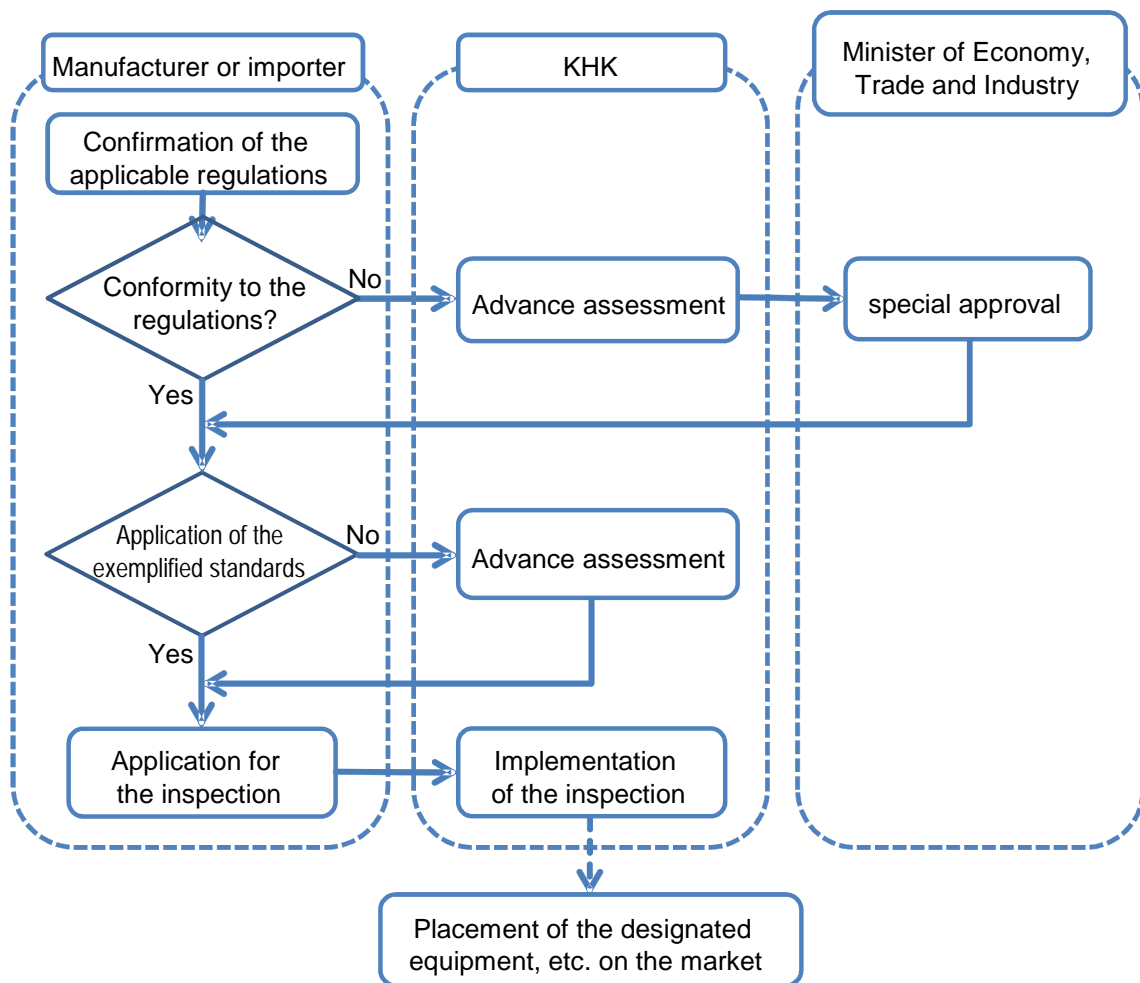 Manufacturer or importer
KHK
Minister of Economy,
Trade and Industry
Confirmation of the
applicable regulations
Conformity to the
regulations?
No
Advance assessment
special approval
Yes
Application of the
exemplified standards
No
Advance assessment
Yes
Application for
the inspection
Implementation
of the inspection
Placement of the designated
equipment, etc. on the market